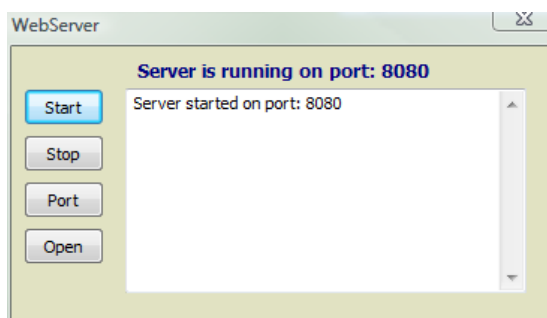 WebServer
Server is running on port: 8080
Start
Server started on port: 8080
Stop
Port
Open